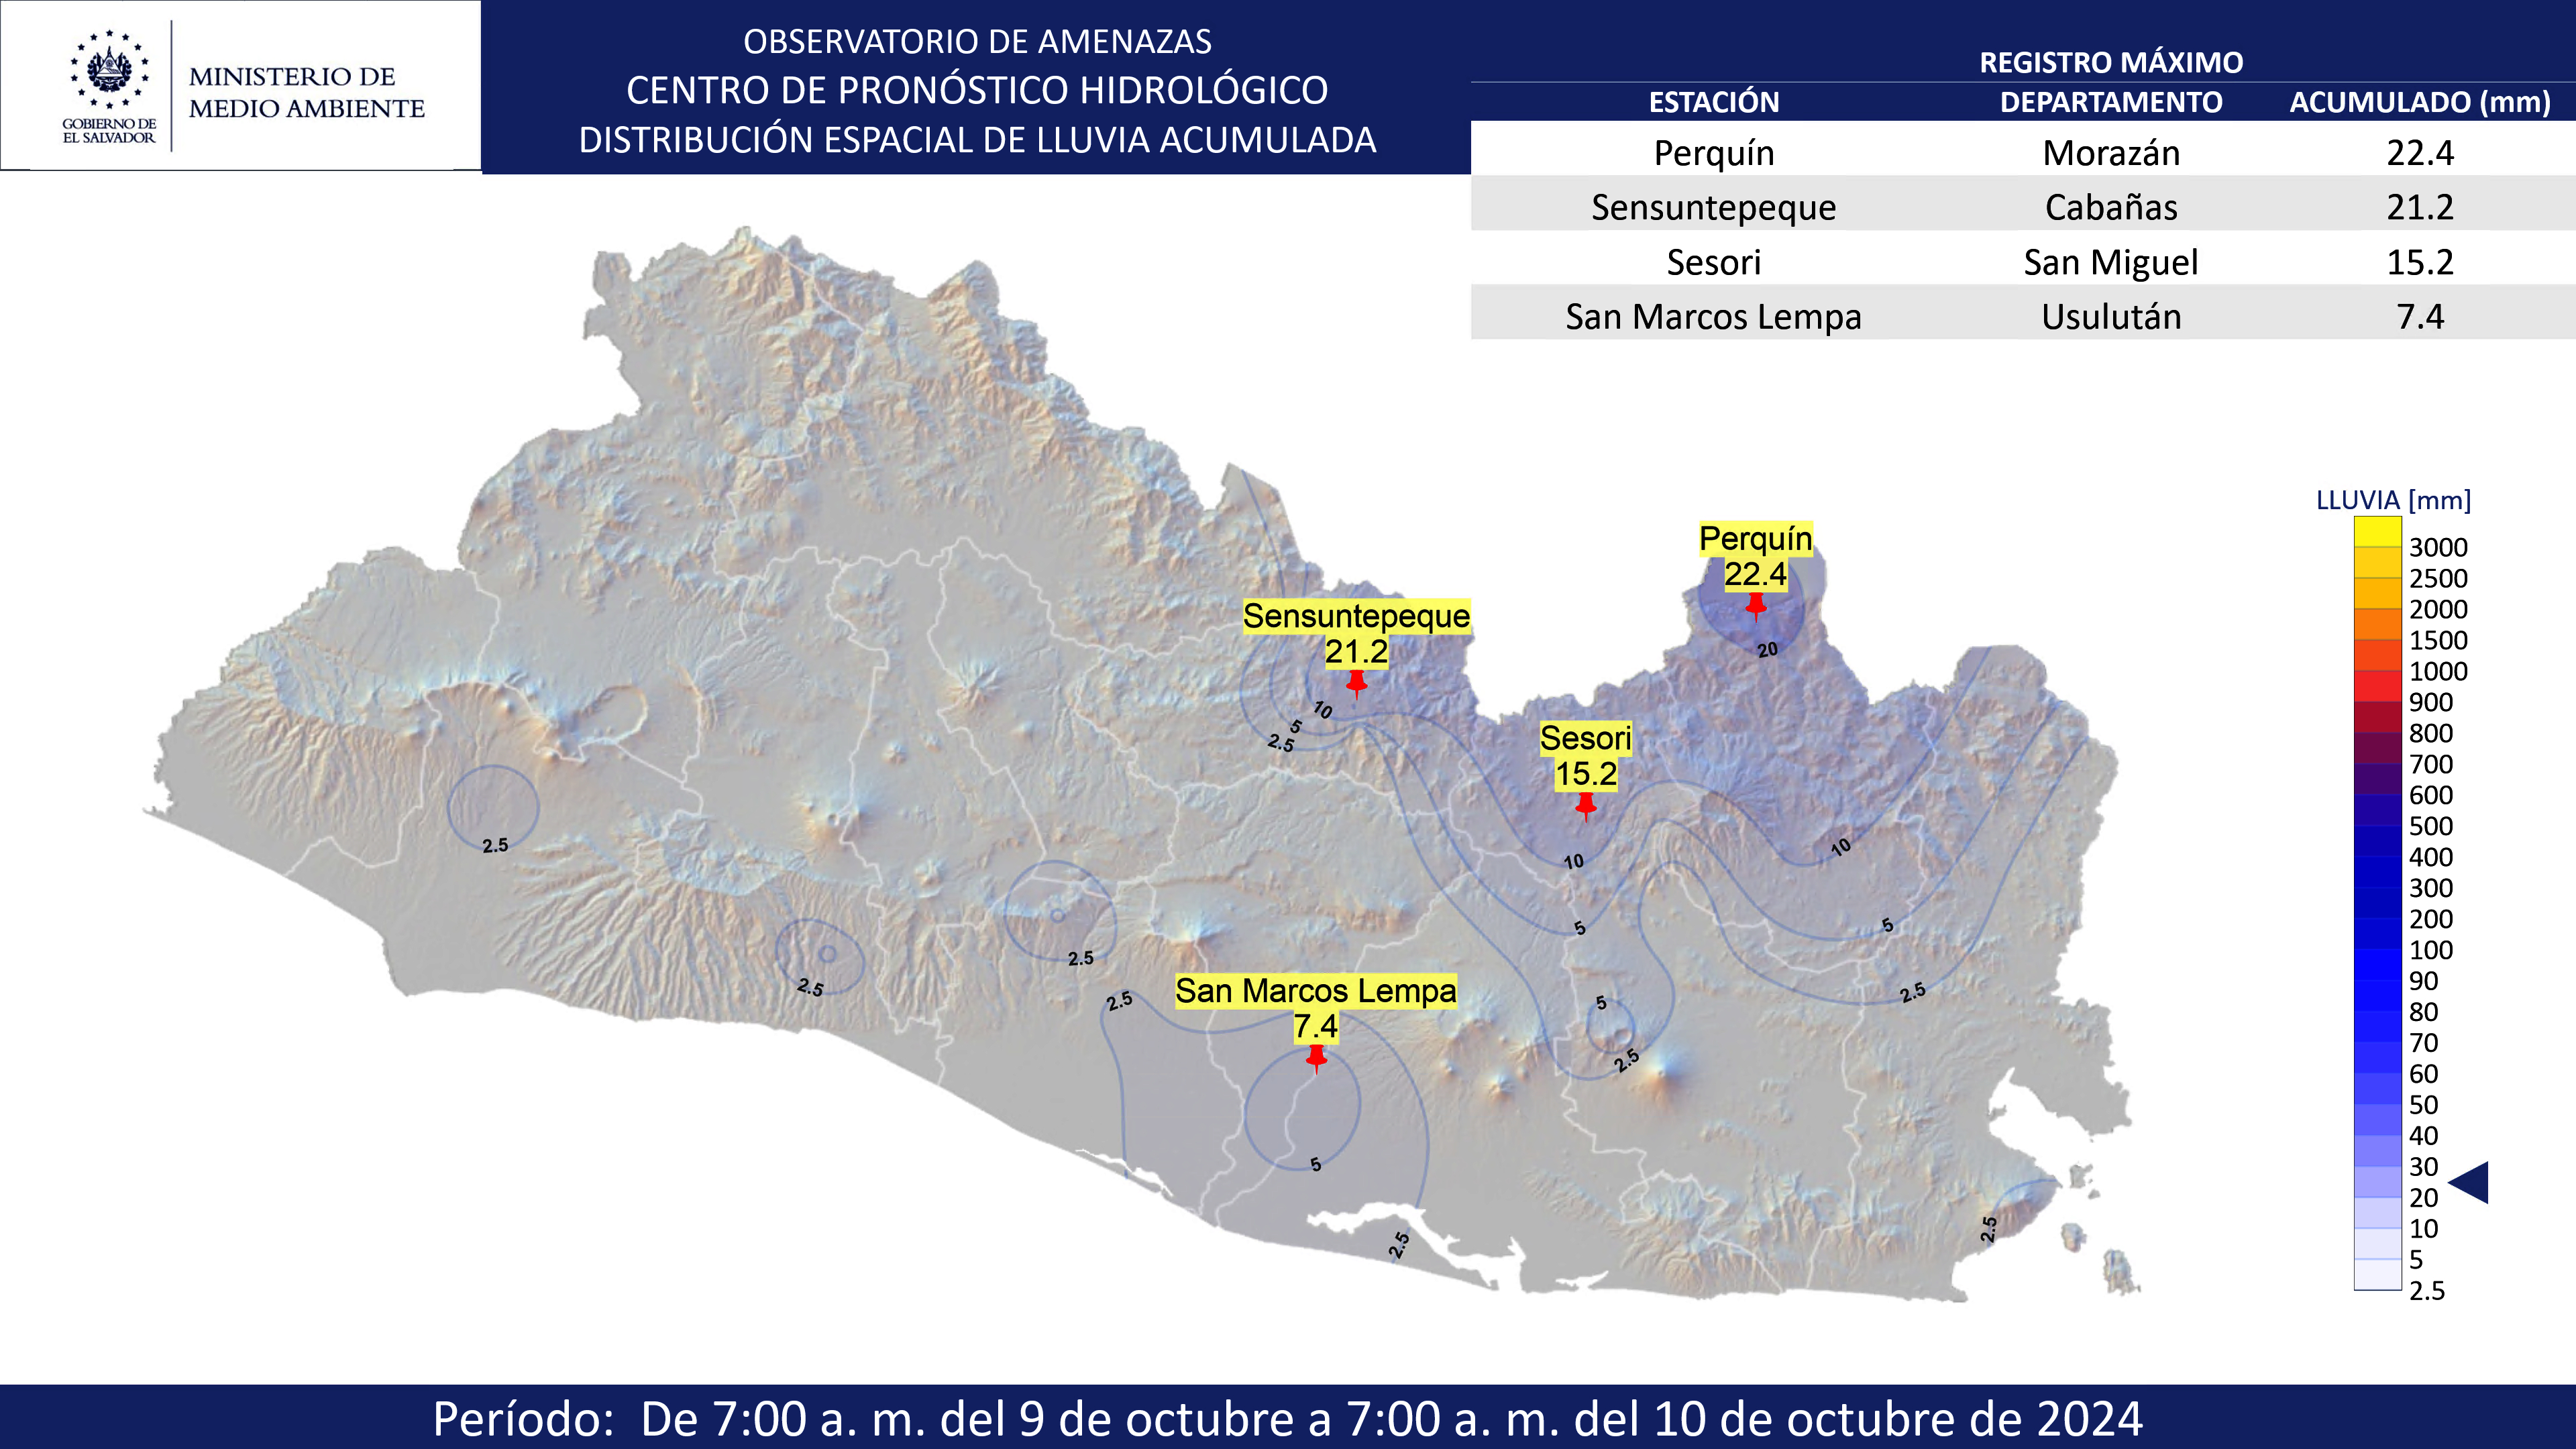 GOBIERNO DE
EL SALVADOR
MINISTERIO DE
MEDIO AMBIENTE
OBSERVATORIO DE AMENAZAS
CENTRO DE PRONÓSTICO HIDROLÓGICO
DISTRIBUCIÓN ESPACIAL DE LLUVIA ACUMULADA
REGISTRO MÁXIMO
ESTACIÓN DEPARTAMENTO ACUMULADO (mm)
Perquín Morazán 22.4
Sensuntepeque Cabañas 21.2
Sesori San Miguel 15.2
San Marcos Lempa Usulután 7.4
Perquín
22.4
20
Sensuntepeque
21.2
10
5
2.5
Sesori
15.2
10
10
5
5
2.5
2.5
2.5
2.5
2.5
San Marcos Lempa
7.4
5
2.5
5
2.5
2.5
LLUVIA [mm]
3000
2500
2000
1500
1000
900
800
700
600
500
400
300
200
100
90
80
70
60
50
40
30
20
10
5
2.5
Período: De 7:00 a. m. del 9 de octubre a 7:00 a. m. del 10 de octubre de 2024